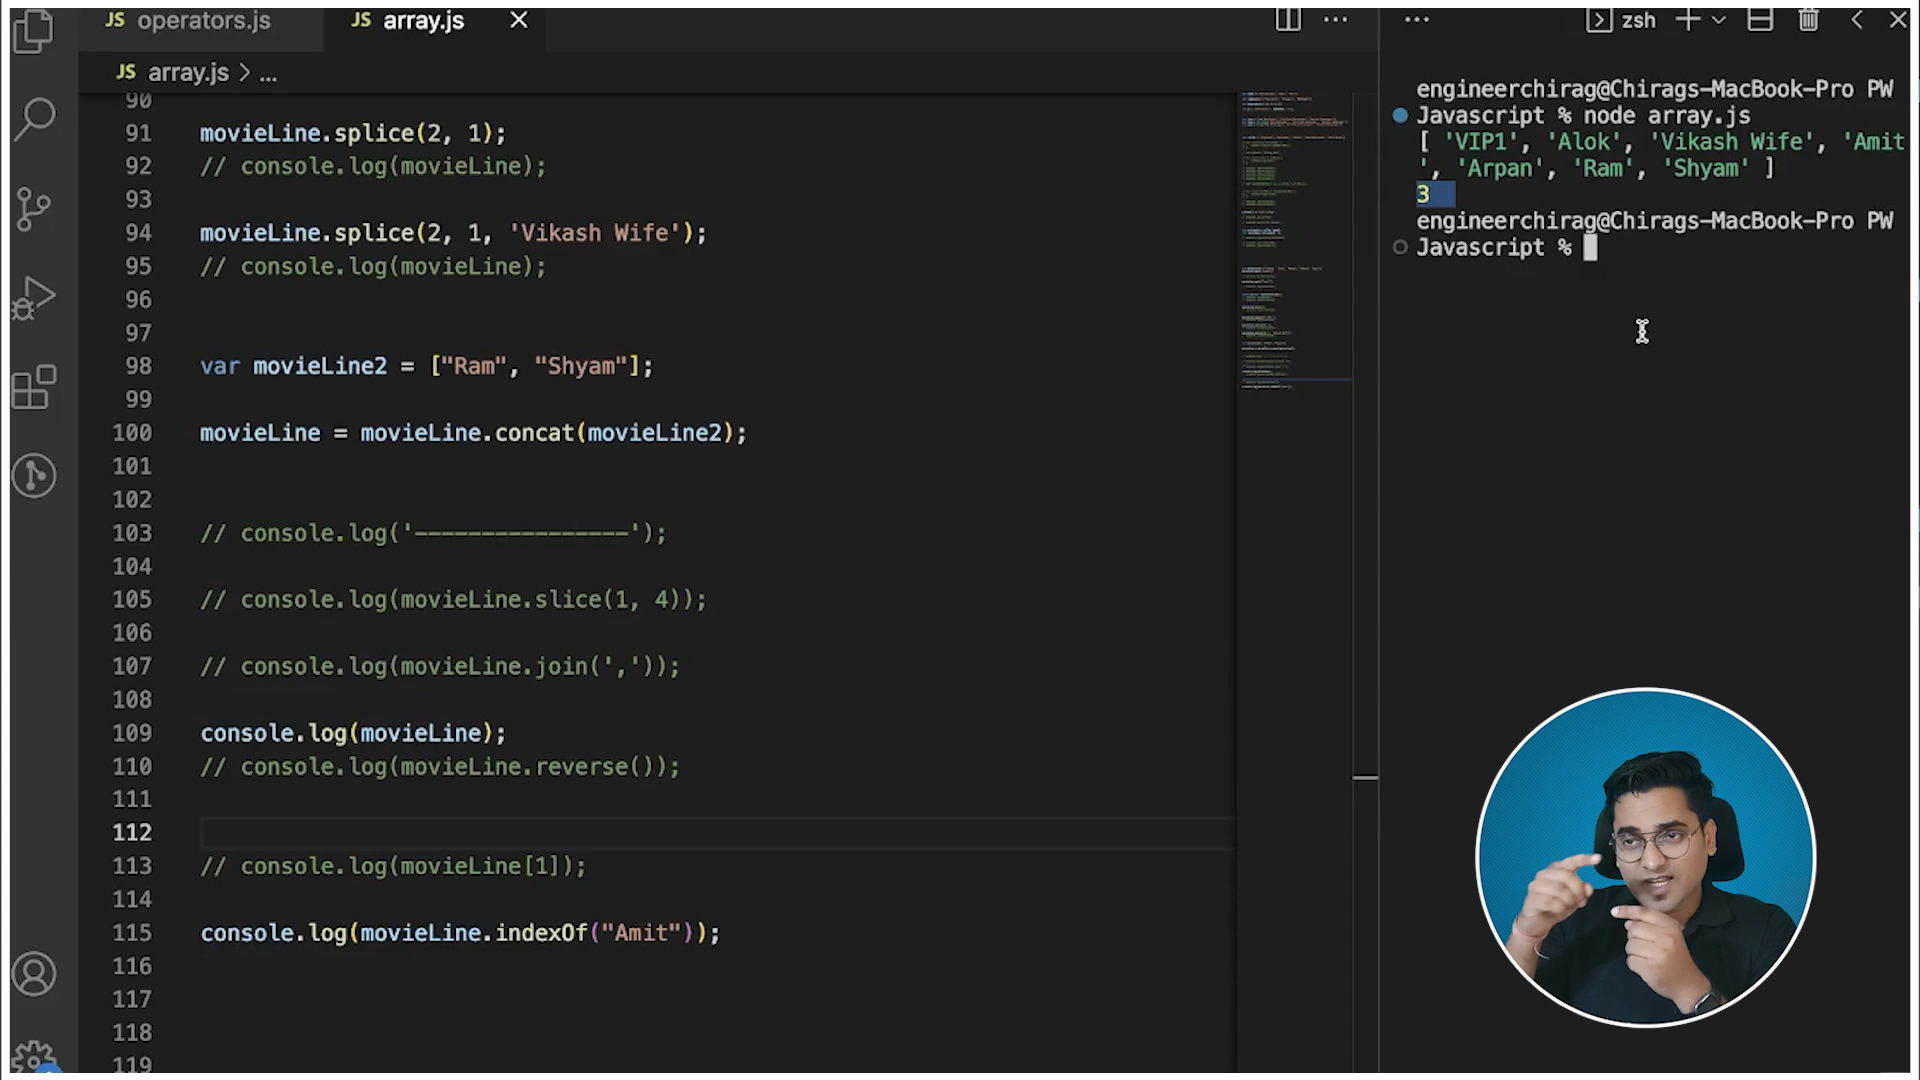 JS operators.js
JS array.js
JS array.js > ...
90
91 movieLine.splice(2, 1);
92 // console.log(movieLine);
93
94 movieLine.splice(2, 1, 'Vikash Wife');
95 // console.log(movieLine);
96
97
98 var movieLine2 = ["Ram", "Shyam"];
99
100 movieLine = movieLine.concat(movieLine2);
101
102
103 // console.log('----------------');
104
105 // console.log(movieLine.slice(1, 4));
106
107 // console.log(movieLine.join(','));
108
109 console.log(movieLine);
110 // console.log(movieLine.reverse());
111
112
113 // console.log(movieLine[1]);
114
115 console.log(movieLine.indexOf("Amit"));
116
117
118
119
zsh
engineerchirag@Chirags-MacBook-Pro PW
Javascript % node array.js
[ 'VIP1', 'Alok', 'Vikash Wife', 'Amit
', 'Arpan', 'Ram', 'Shyam' ]
3
engineerchirag@Chirags-MacBook-Pro PW
Javascript %